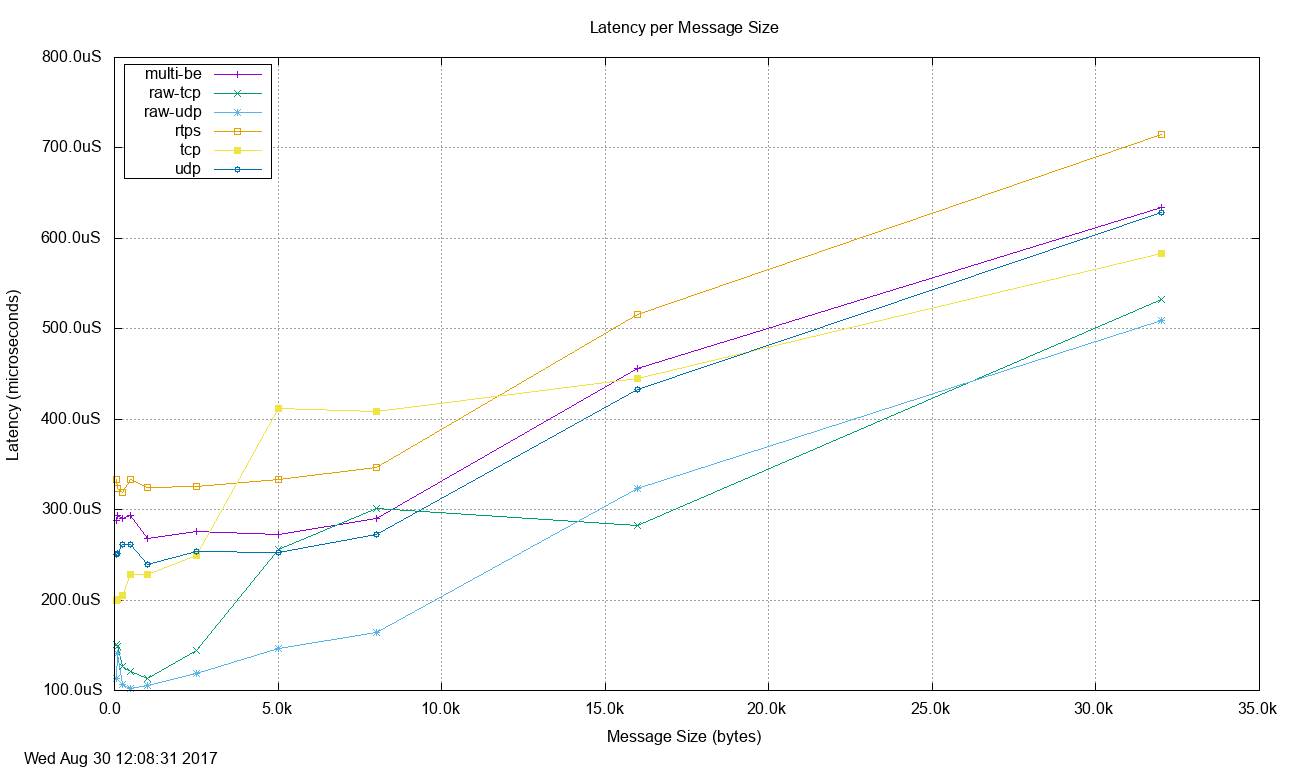 Latency per Message Size
800.0uS
700.0uS
600.0uS
500.0uS
400.0uS
300.0uS
200.0uS
100.0uS
multi-be
raw-tcp
raw-udp
rtps
tcp
udp
Latency (microseconds)
0.0 5.0k 10.0k 15.0k 20.0k 25.0k 30.0k 35.0k
Message Size (bytes)
Wed Aug 30 12:08:31 2017